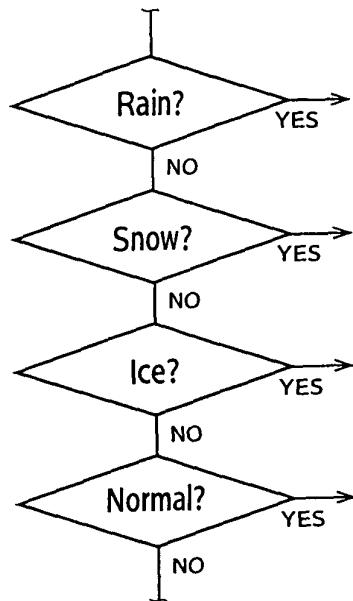 Rain?
YES
NO
Snow?
YES
NO
Ice?
YES
NO
Normal?
YES
NO